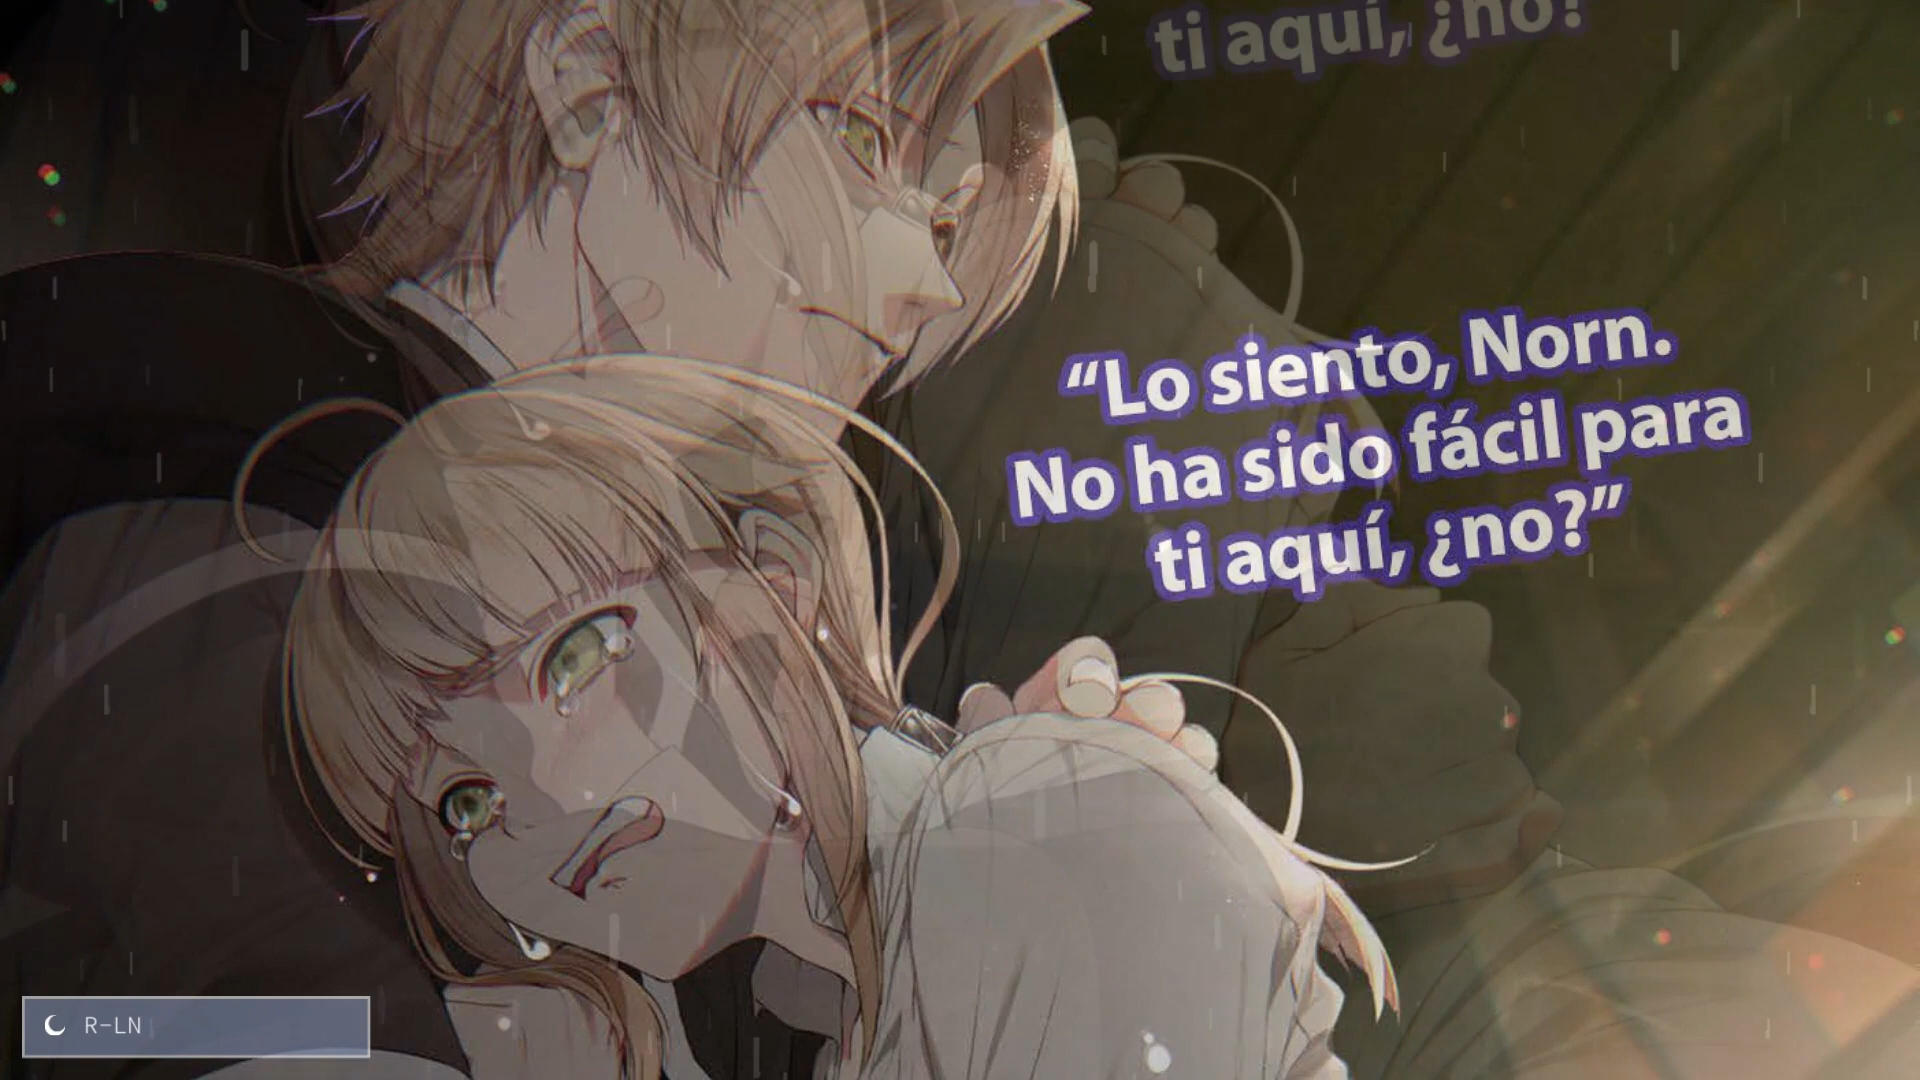 ti aquí, ¿no?
“Lo siento, Norn.
No ha sido fácil para
ti aquí, ¿no?”
R-LN